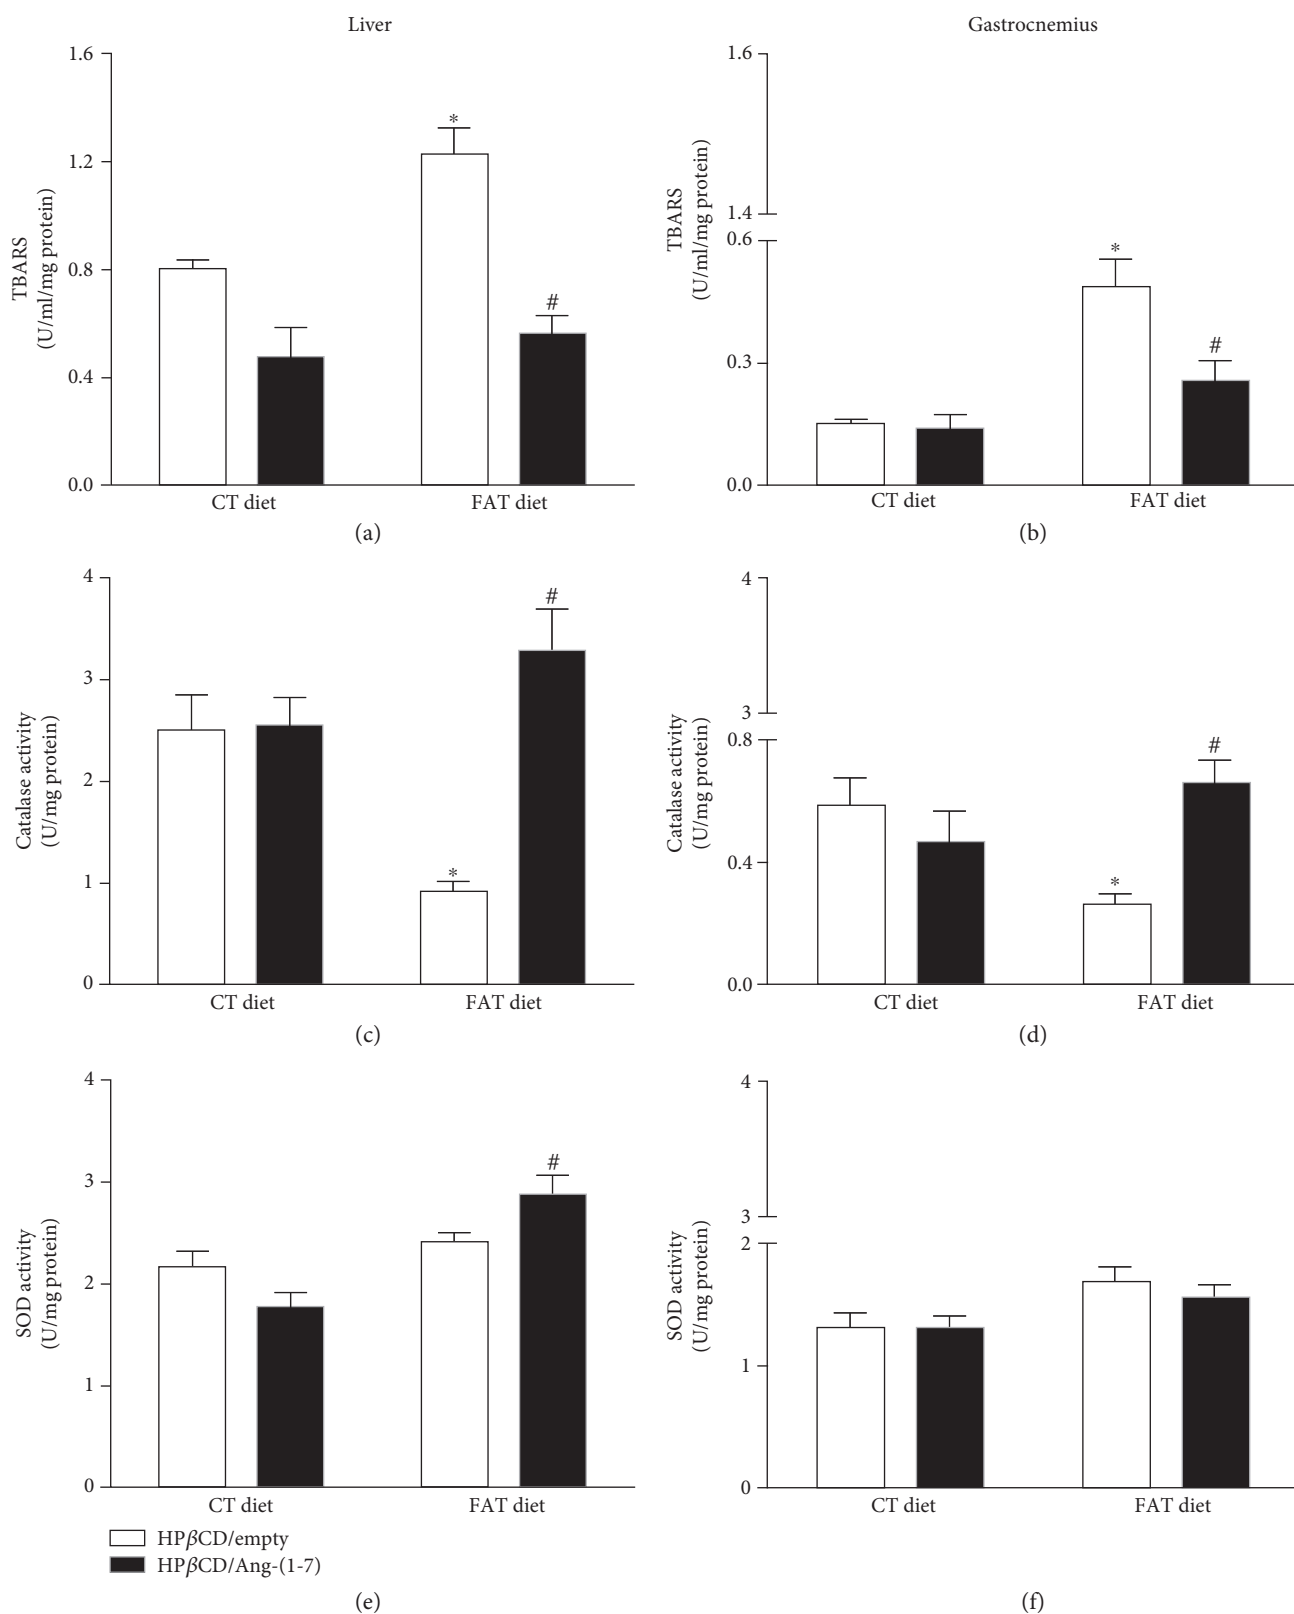 Liver
Gastrocnemius
1.6
1.2
0.8
0.4
0.0
TBARS
(U/ml/mg protein)
*
#
CT diet
FAT diet
(a)
1.6
1.4
0.6
0.3
0.0
TBARS
(U/ml/mg protein)
*
#
CT diet
FAT diet
(b)
4
3
2
1
0
Catalase activity
(U/mg protein)
*
#
CT diet
FAT diet
(c)
4
3
0.8
0.4
0.0
Catalase activity
(U/mg protein)
*
#
CT diet
FAT diet
(d)
4
3
2
1
0
SOD activity
(U/mg protein)
#
CT diet
FAT diet
HPβCD/empty
HPβCD/Ang-(1-7)
(e)
4
3
2
1
0
SOD activity
(U/mg protein)
CT diet
FAT diet
(f)